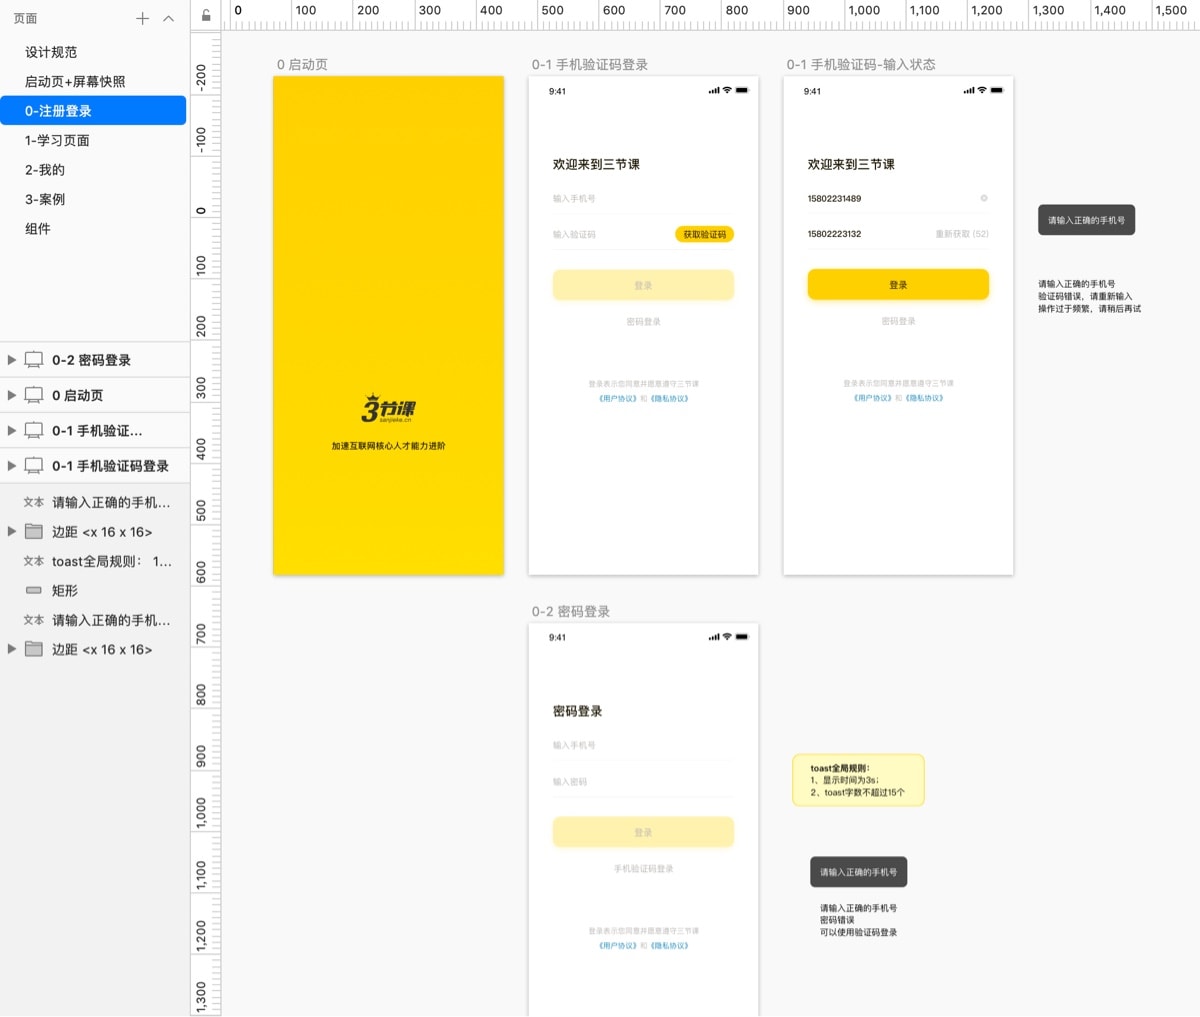 页面
设计规范
启动页+屏幕快照
0-注册登录
1-学习页面
2-我的
3-案例
组件
0-2 密码登录
0 启动页
0-1 手机验证...
0-1 手机验证码登录
文本 请输入正确的手机...
边距 <x 16 x 16>
文本 toast全局规则： 1...
矩形
文本 请输入正确的手机...
边距 <x 16 x 16>
0 100 200 300 400 500 600 700 800 900 1,000 1,100 1,200 1,300 1,400 1,500
-200
-100
0
100
200
300
400
500
600
700
800
900
1,000
1,100
1,200
1,300
0 启动页
3节课
sanjieke.cn
加速互联网核心人才能力进阶
0-1 手机验证码登录
9:41
欢迎来到三节课
输入手机号
输入验证码 获取验证码
登录
密码登录
登录表示您同意并愿意遵守三节课
《用户协议》和《隐私协议》
0-1 手机验证码-输入状态
9:41
欢迎来到三节课
15802231489
15802223132 重新获取 (52)
登录
密码登录
登录表示您同意并愿意遵守三节课
《用户协议》和《隐私协议》
请输入正确的手机号
请输入正确的手机号
验证码错误，请重新输入
操作过于频繁，请稍后再试
0-2 密码登录
9:41
密码登录
输入手机号
输入密码
登录
手机验证码登录
登录表示您同意并愿意遵守三节课
《用户协议》和《隐私协议》
toast全局规则：
1、显示时间为3s；
2、toast字数不超过15个
请输入正确的手机号
请输入正确的手机号
密码错误
可以使用验证码登录